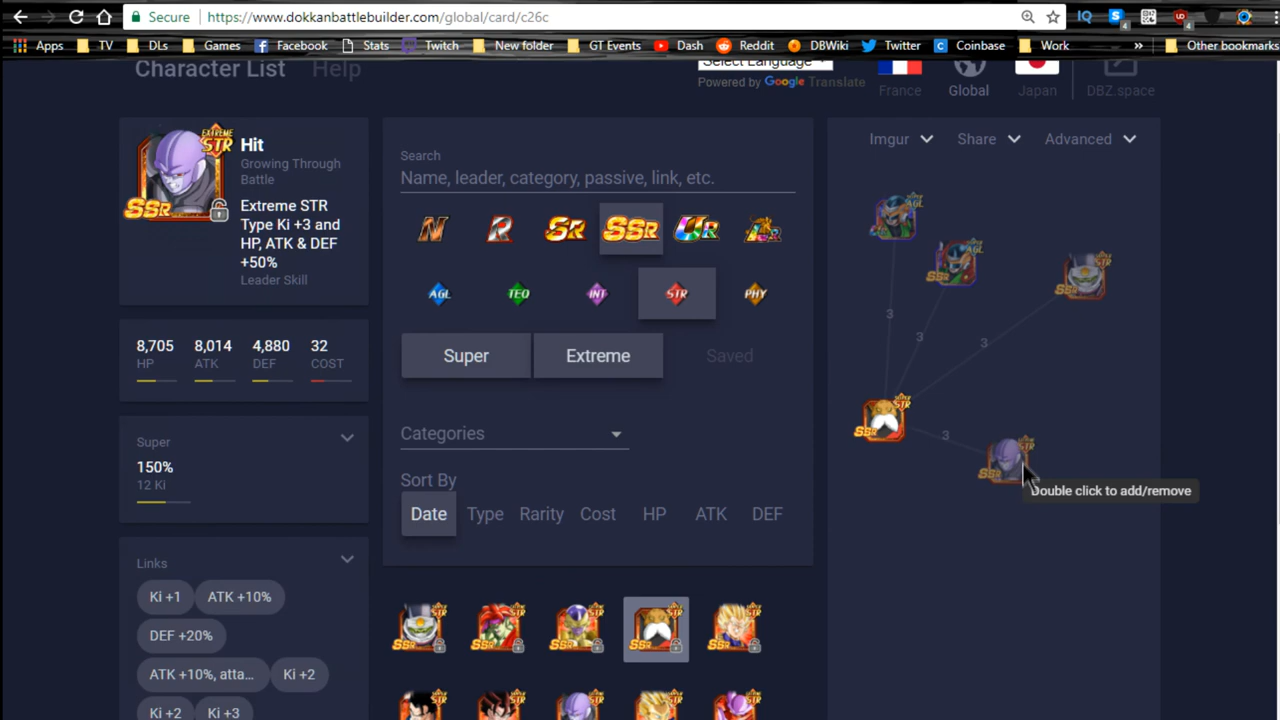 Secure https://www.dokkanbattlebuilder.com/global/card/c26c
Apps TV DLs Games Facebook Stats Twitch New folder GT Events Dash Reddit DBWiki Twitter Coinbase Work » Other bookmarks
Character List Help
Select Language
Powered by Google Translate
France Global Japan DBZ.space
Hit
Growing Through
Battle
Extreme STR
Type Ki +3 and
HP, ATK & DEF
+50%
Leader Skill
8,705 8,014 4,880 32
HP ATK DEF COST
Super
150%
12 Ki
Links
Ki +1 ATK +10%
DEF +20%
ATK +10%, atta... Ki +2
Ki +2 Ki +3
Search
Name, leader, category, passive, link, etc.
N R SR SSR UR LR
AGL TEQ INT STR PHY
Super Extreme Saved
Categories
Sort By
Date Type Rarity Cost HP ATK DEF
Imgur Share Advanced
3
3
3
3
Double click to add/remove